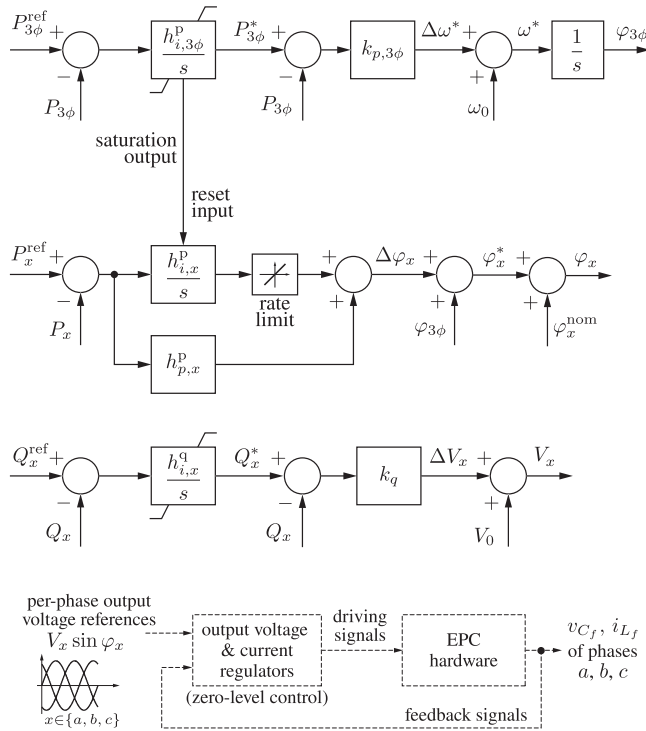 P_{3ϕ}^{ref} + − P_{3ϕ} h_{i,3ϕ}^{p} / s P_{3ϕ}^{*} + − P_{3ϕ} k_{p,3ϕ} Δω^{*} + + ω_0 ω^{*} 1/s φ_{3ϕ}
saturation
output
reset
input
P_x^{ref} + − P_x h_{i,x}^{p} / s + + Δφ_x + + φ_{3ϕ} φ_x^{*} + + φ_x^{nom} φ_x
rate
limit
h_{p,x}^{p}
Q_x^{ref} + − Q_x h_{i,x}^{q} / s Q_x^{*} + − Q_x k_q ΔV_x + + V_0 V_x
per-phase output
voltage references
V_x sin φ_x
x∈{a, b, c}
output voltage
& current
regulators
(zero-level control)
driving
signals
EPC
hardware
v_{C_f}, i_{L_f}
of phases
a, b, c
feedback signals